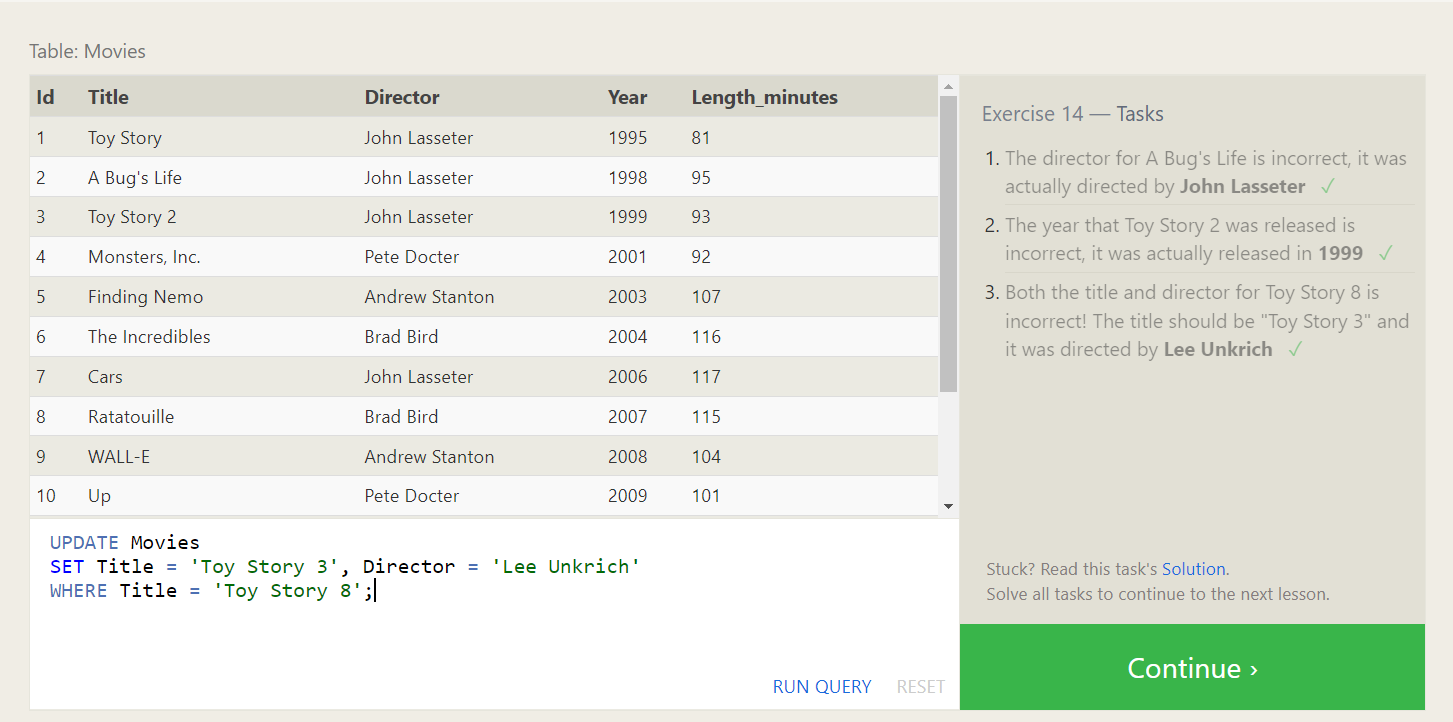 Table: Movies
Id Title Director Year Length_minutes
1 Toy Story John Lasseter 1995 81
2 A Bug's Life John Lasseter 1998 95
3 Toy Story 2 John Lasseter 1999 93
4 Monsters, Inc. Pete Docter 2001 92
5 Finding Nemo Andrew Stanton 2003 107
6 The Incredibles Brad Bird 2004 116
7 Cars John Lasseter 2006 117
8 Ratatouille Brad Bird 2007 115
9 WALL-E Andrew Stanton 2008 104
10 Up Pete Docter 2009 101
UPDATE Movies
SET Title = 'Toy Story 3', Director = 'Lee Unkrich'
WHERE Title = 'Toy Story 8';
RUN QUERY RESET
Exercise 14 — Tasks
1. The director for A Bug's Life is incorrect, it was
actually directed by John Lasseter ✓
2. The year that Toy Story 2 was released is
incorrect, it was actually released in 1999 ✓
3. Both the title and director for Toy Story 8 is
incorrect! The title should be "Toy Story 3" and
it was directed by Lee Unkrich ✓
Stuck? Read this task's Solution.
Solve all tasks to continue to the next lesson.
Continue ›